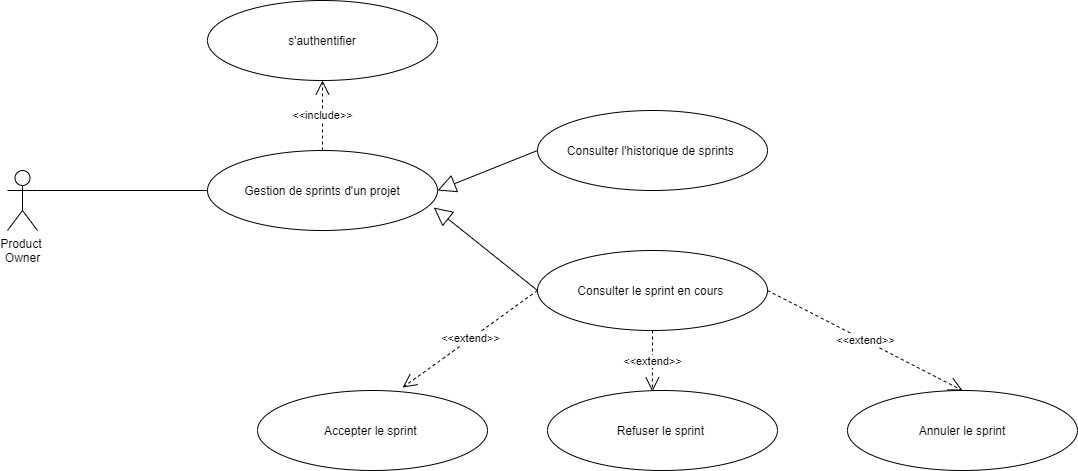 s'authentifier
<<include>>
Consulter l'historique de sprints
Gestion de sprints d'un projet
Product
Owner
Consulter le sprint en cours
<<extend>>
<<extend>>
<<extend>>
Accepter le sprint
Refuser le sprint
Annuler le sprint